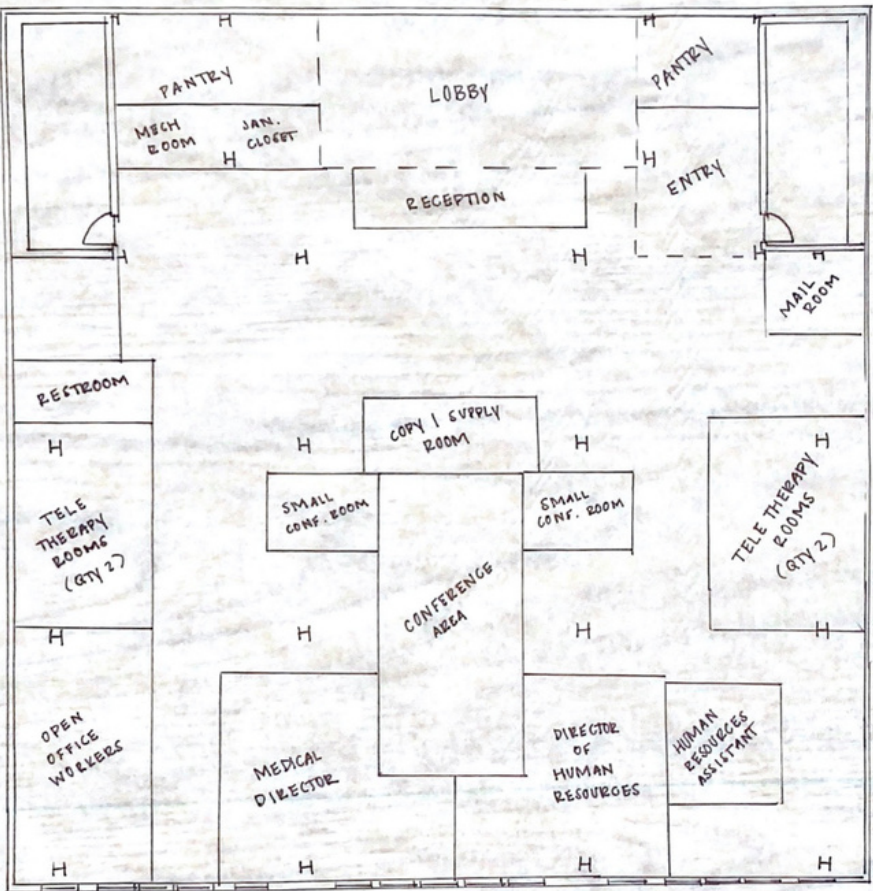 PANTRY
LOBBY
PANTRY
MECH
ROOM
JAN.
CLOSET
RECEPTION
ENTRY
MAIL
ROOM
RESTROOM
COPY | SUPPLY
ROOM
TELE
THERAPY
ROOMS
(QTY 2)
SMALL
CONF. ROOM
SMALL
CONF. ROOM
TELE THERAPY
ROOMS
(QTY 2)
CONFERENCE
AREA
OPEN
OFFICE
WORKERS
MEDICAL
DIRECTOR
DIRECTOR
OF
HUMAN
RESOURCES
HUMAN
RESOURCES
ASSISTANT